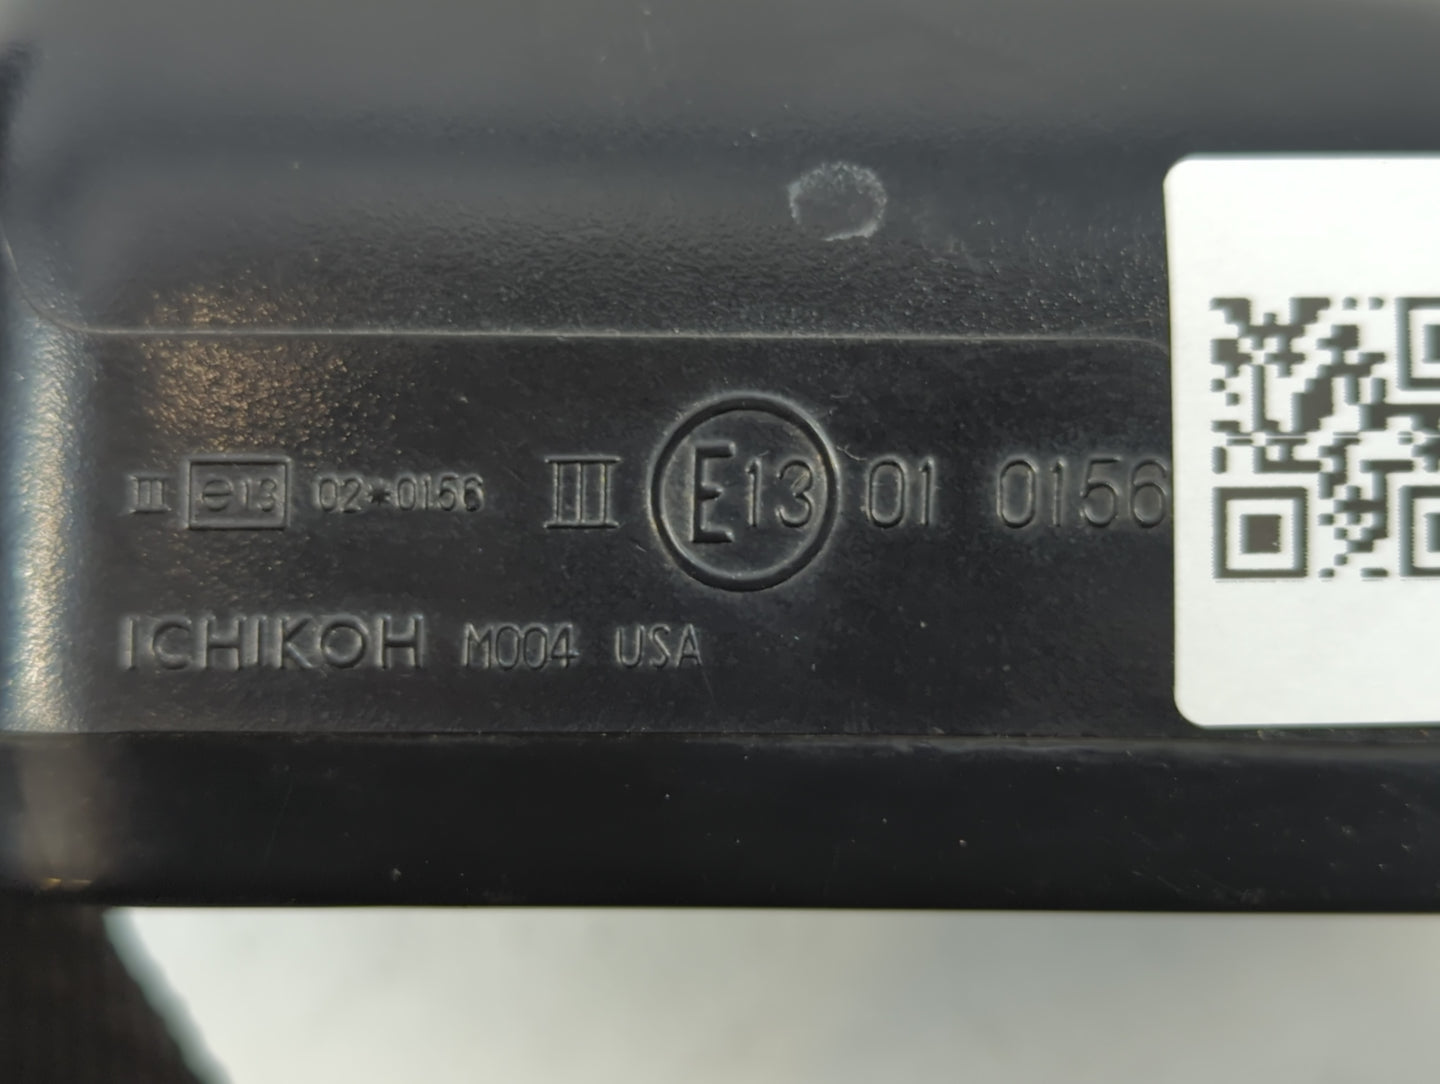 III e13 02*0156 III E13 01 0156
ICHIKOH M004 USA